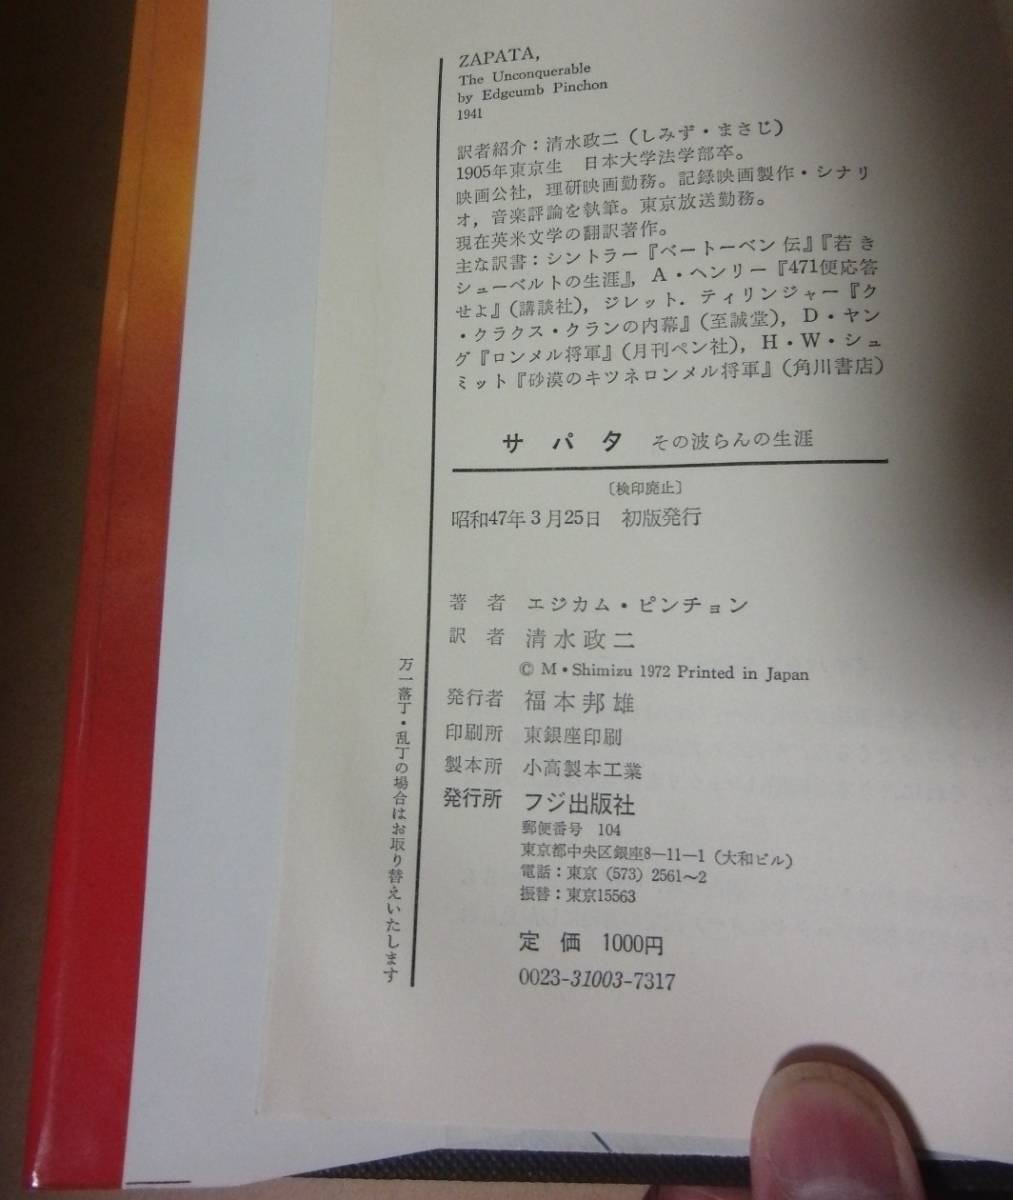 ZAPATA,
The Unconquerable
by Edgcumb Pinchon
1941
訳者紹介：清水政二（しみず・まさじ）
1905年東京生　日本大学法学部卒。
映画公社，理研映画勤務。記録映画製作・シナリ
オ，音楽評論を執筆。東京放送勤務。
現在英米文学の翻訳著作。
主な訳書：シントラー『ベートーベン伝』『若き
シューベルトの生涯』，A・ヘンリー『471便応答
せよ』（講談社），ジレット．ティリンジャー『ク
・クラクス・クランの内幕』（至誠堂），D・ヤン
グ『ロンメル将軍』（月刊ペン社），H・W・シュ
ミット『砂漠のキツネロンメル将軍』（角川書店）
サパタ　その波らんの生涯
〔検印廃止〕
昭和47年3月25日　初版発行
著者　エジカム・ピンチョン
訳者　清水政二
© M・Shimizu 1972 Printed in Japan
発行者　福本邦雄
印刷所　東銀座印刷
製本所　小高製本工業
発行所　フジ出版社
郵便番号　104
東京都中央区銀座8—11—1（大和ビル）
電話：東京（573）2561〜2
振替：東京15563
定価　1000円
0023-31003-7317
万一落丁・乱丁の場合はお取り替えいたします